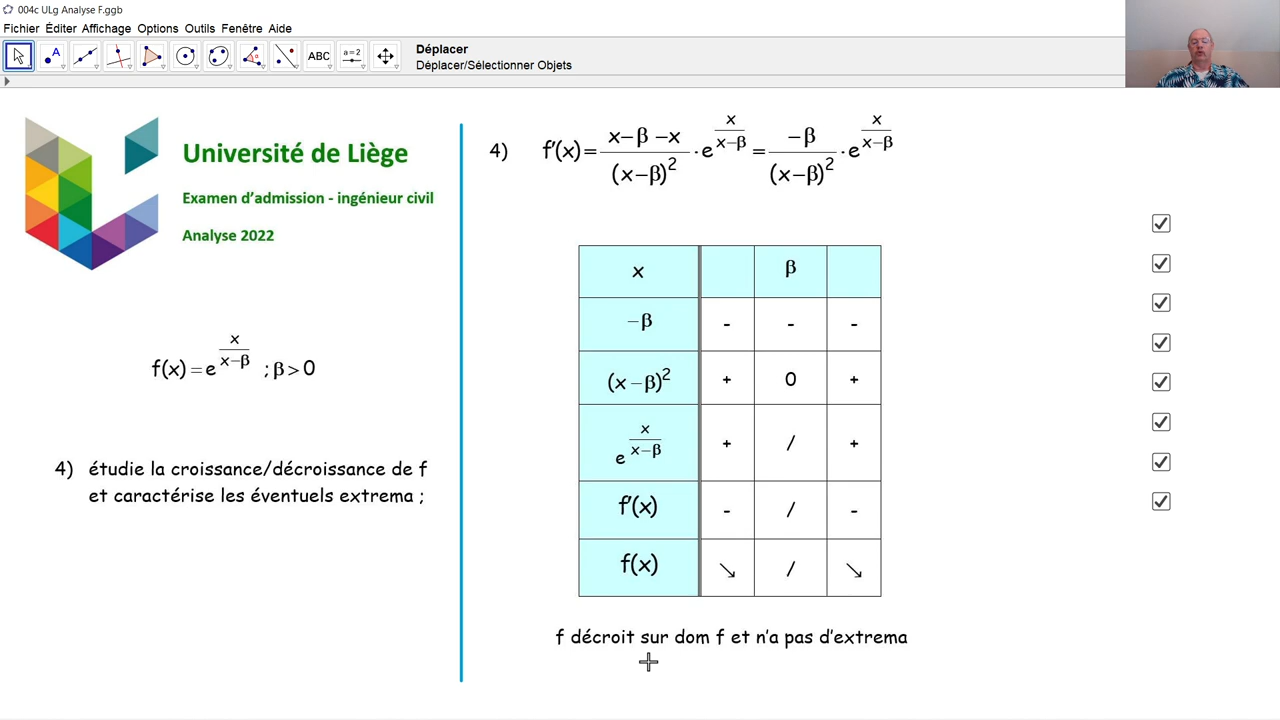 004c ULg Analyse F.ggb
Fichier Éditer Affichage Options Outils Fenêtre Aide
A
ABC
a=2
Déplacer
Déplacer/Sélectionner Objets
Université de Liège
Examen d'admission - ingénieur civil
Analyse 2022
f(x) = e^(x/(x−β)) ; β > 0
4) étudie la croissance/décroissance de f
et caractérise les éventuels extrema ;
4) f'(x) = (x−β −x)/(x−β)² · e^(x/(x−β)) = −β/(x−β)² · e^(x/(x−β))
x β
−β - - -
(x−β)² + 0 +
e^(x/(x−β)) + / +
f'(x) - / -
f(x) ↘ / ↘
f décroit sur dom f et n'a pas d'extrema